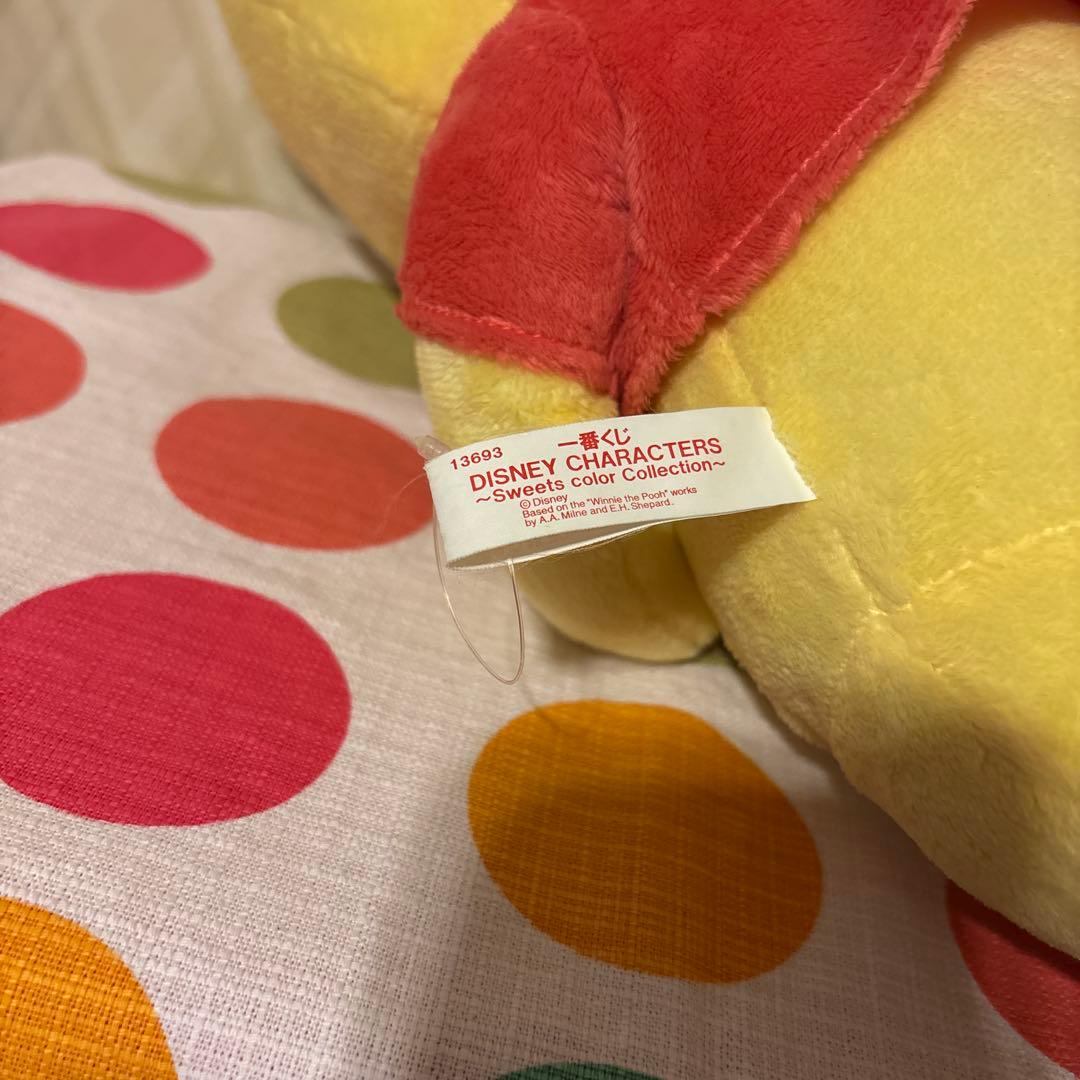 一番くじ
13693
DISNEY CHARACTERS
~Sweets color Collection~
© Disney
Based on the "Winnie the Pooh" works
by A.A. Milne and E.H. Shepard.